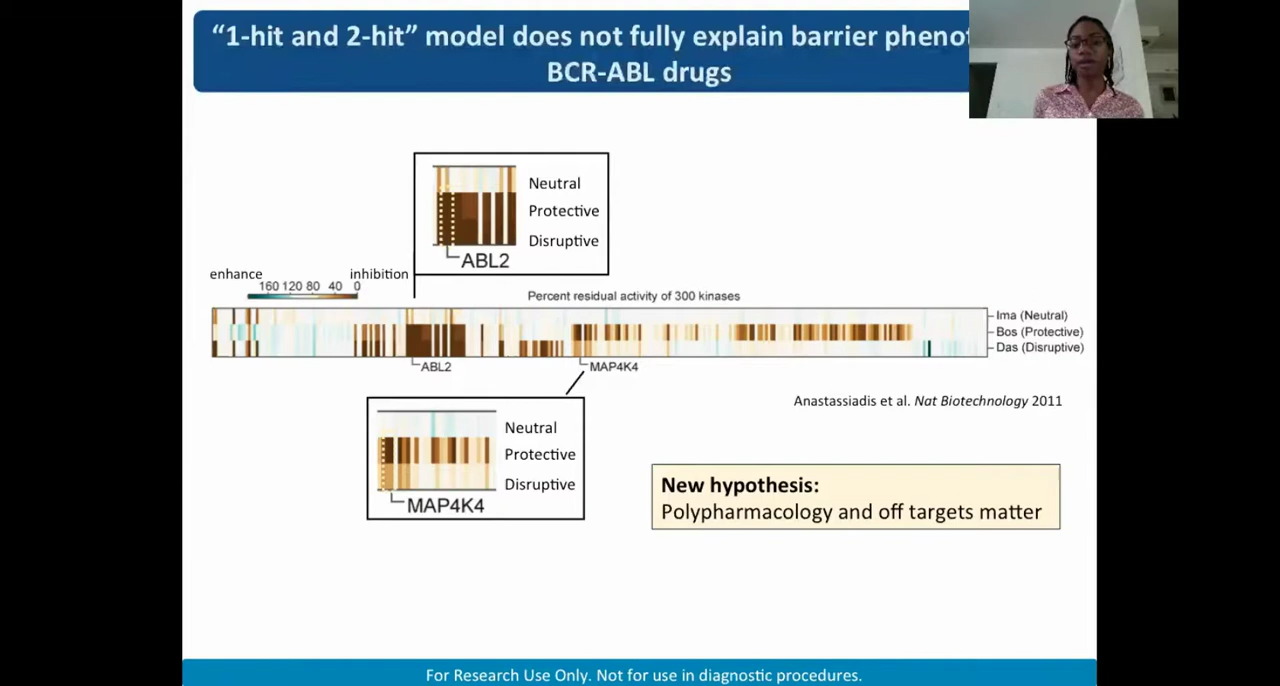 “1-hit and 2-hit” model does not fully explain barrier
BCR-ABL drugs
Neutral
Protective
Disruptive
ABL2
enhance
inhibition
160 120 80 40 0
Percent residual activity of 300 kinases
Ima (Neutral)
Bos (Protective)
Das (Disruptive)
ABL2
MAP4K4
Anastassiadis et al. Nat Biotechnology 2011
Neutral
Protective
Disruptive
MAP4K4
New hypothesis:
Polypharmacology and off targets matter
For Research Use Only. Not for use in diagnostic procedures.